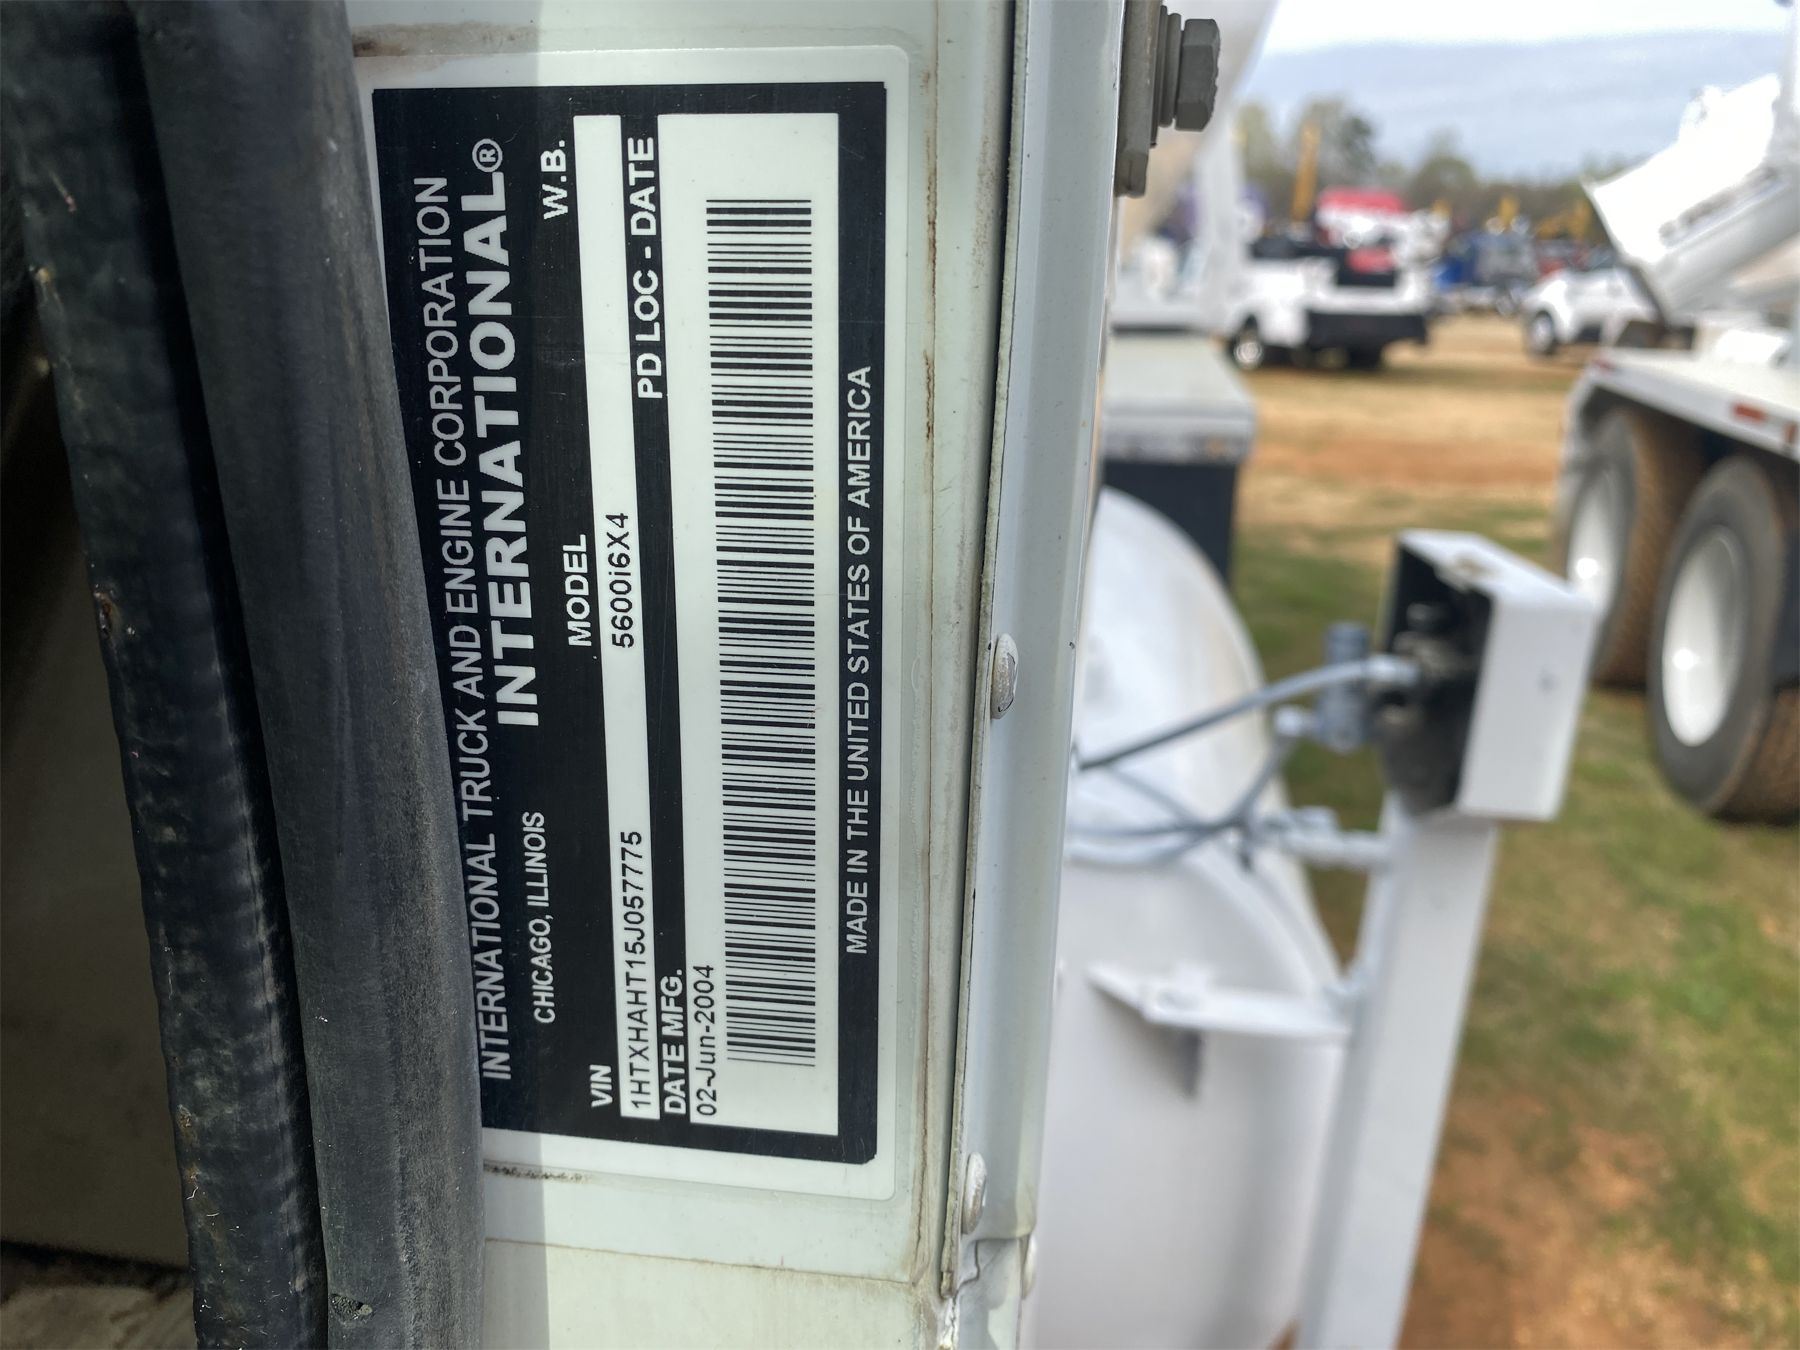 INTERNATIONAL TRUCK AND ENGINE CORPORATION
CHICAGO, ILLINOIS INTERNATIONAL®
VIN MODEL W.B.
1HTXHAHT15J057775 5600i6X4
DATE MFG. PD LOC - DATE
02-Jun-2004
MADE IN THE UNITED STATES OF AMERICA